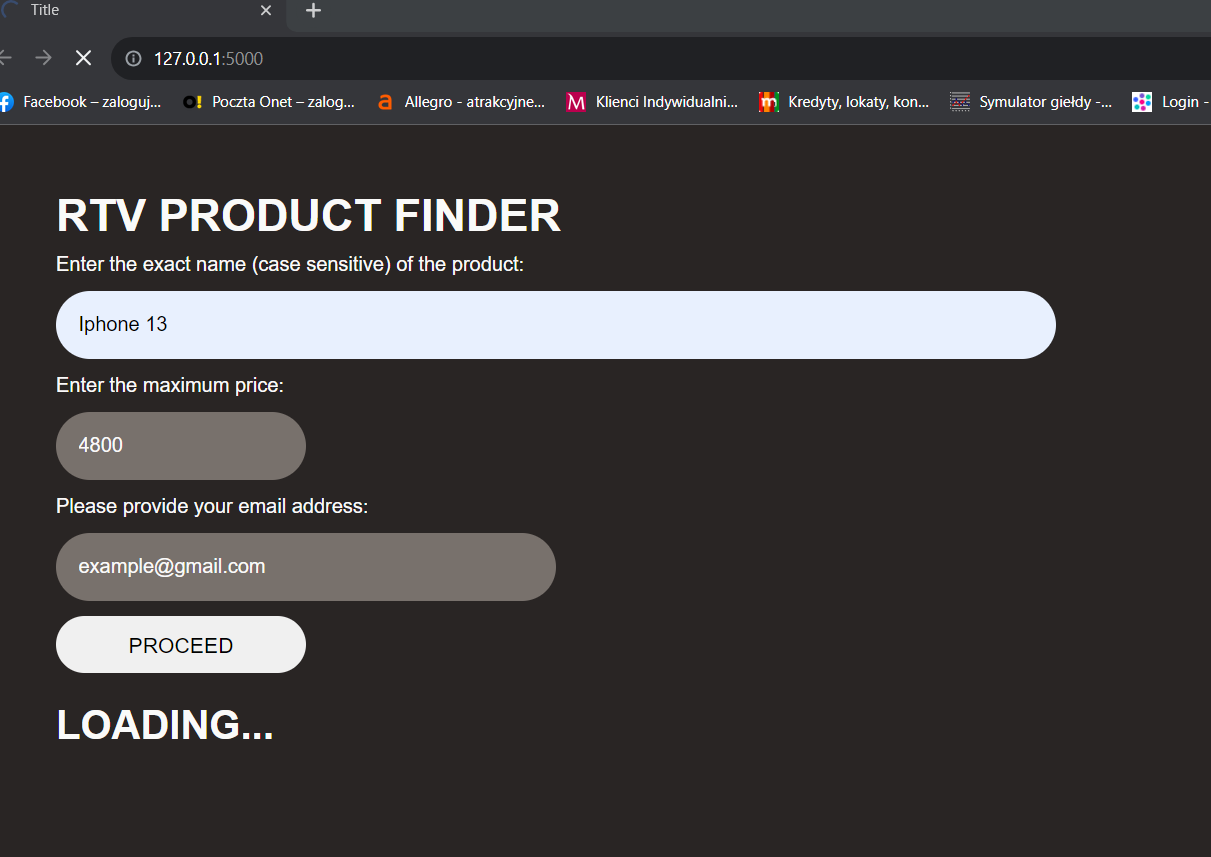 Title
127.0.0.1:5000
Facebook – zaloguj... Poczta Onet – zalog... Allegro - atrakcyjne... Klienci Indywidualni... Kredyty, lokaty, kon... Symulator giełdy -... Login -
RTV PRODUCT FINDER
Enter the exact name (case sensitive) of the product:
Iphone 13
Enter the maximum price:
4800
Please provide your email address:
example@gmail.com
PROCEED
LOADING...